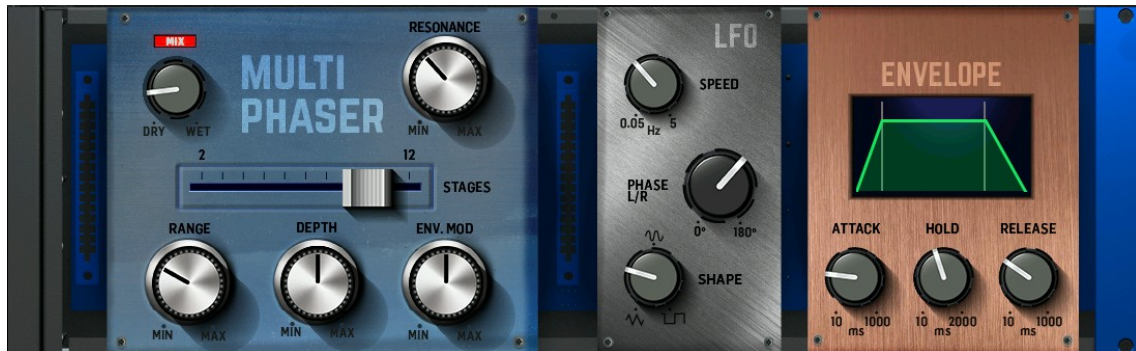 MIX
DRY WET
MULTI
PHASER
RESONANCE
MIN MAX
2 12
STAGES
RANGE
MIN MAX
DEPTH
MIN MAX
ENV. MOD
MIN MAX
LFO
SPEED
0.05 Hz 5
PHASE
L/R
0° 180°
SHAPE
ENVELOPE
ATTACK
10 1000
ms
HOLD
10 2000
ms
RELEASE
10 1000
ms